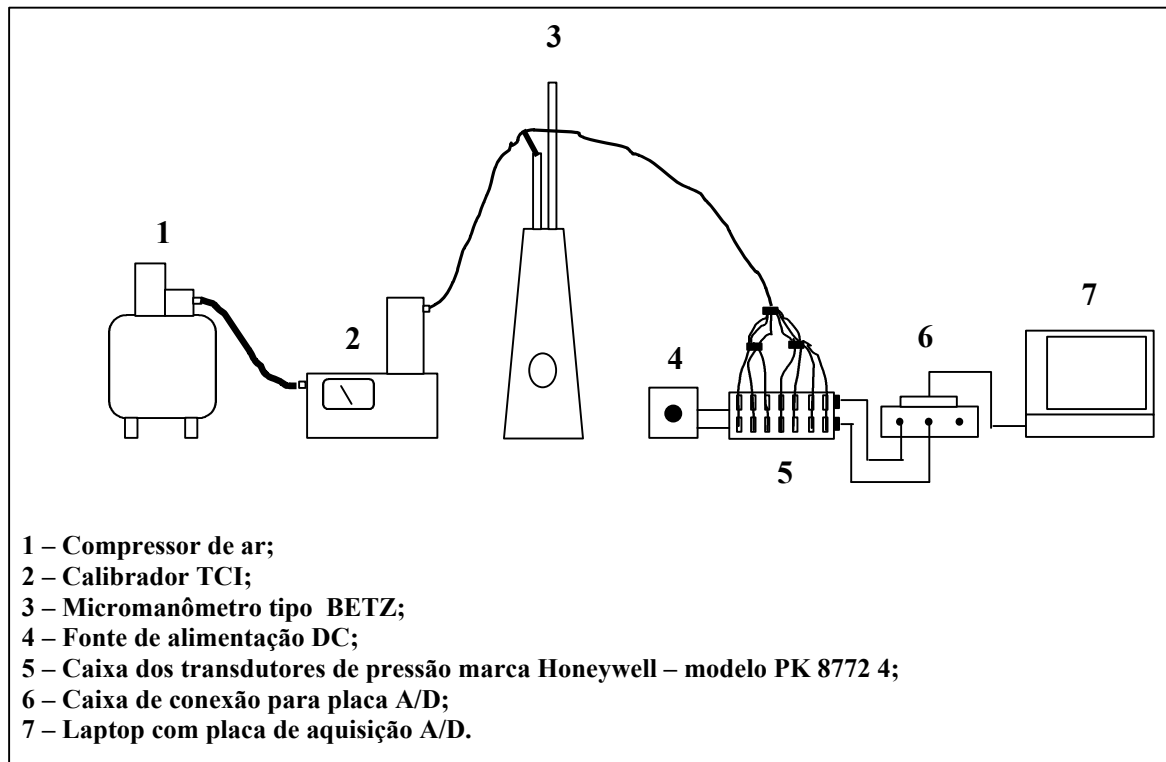 3
1
2
7
6
4
5
1 – Compressor de ar;
2 – Calibrador TCI;
3 – Micromanômetro tipo BETZ;
4 – Fonte de alimentação DC;
5 – Caixa dos transdutores de pressão marca Honeywell – modelo PK 8772 4;
6 – Caixa de conexão para placa A/D;
7 – Laptop com placa de aquisição A/D.